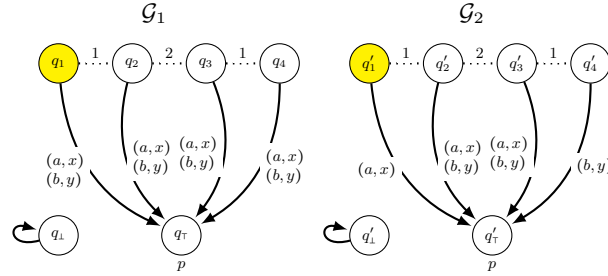 𝒢₁ 𝒢₂
q₁ 1 q₂ 2 q₃ 1 q₄ q′₁ 1 q′₂ 2 q′₃ 1 q′₄
(a, x) (a, x) (a, x) (a, x) (a, x) (a, x) (a, x) (b, y)
(b, y) (b, y) (b, y) (b, y) (b, y) (b, y)
q⊥ q⊤ q′⊥ q′⊤
p p